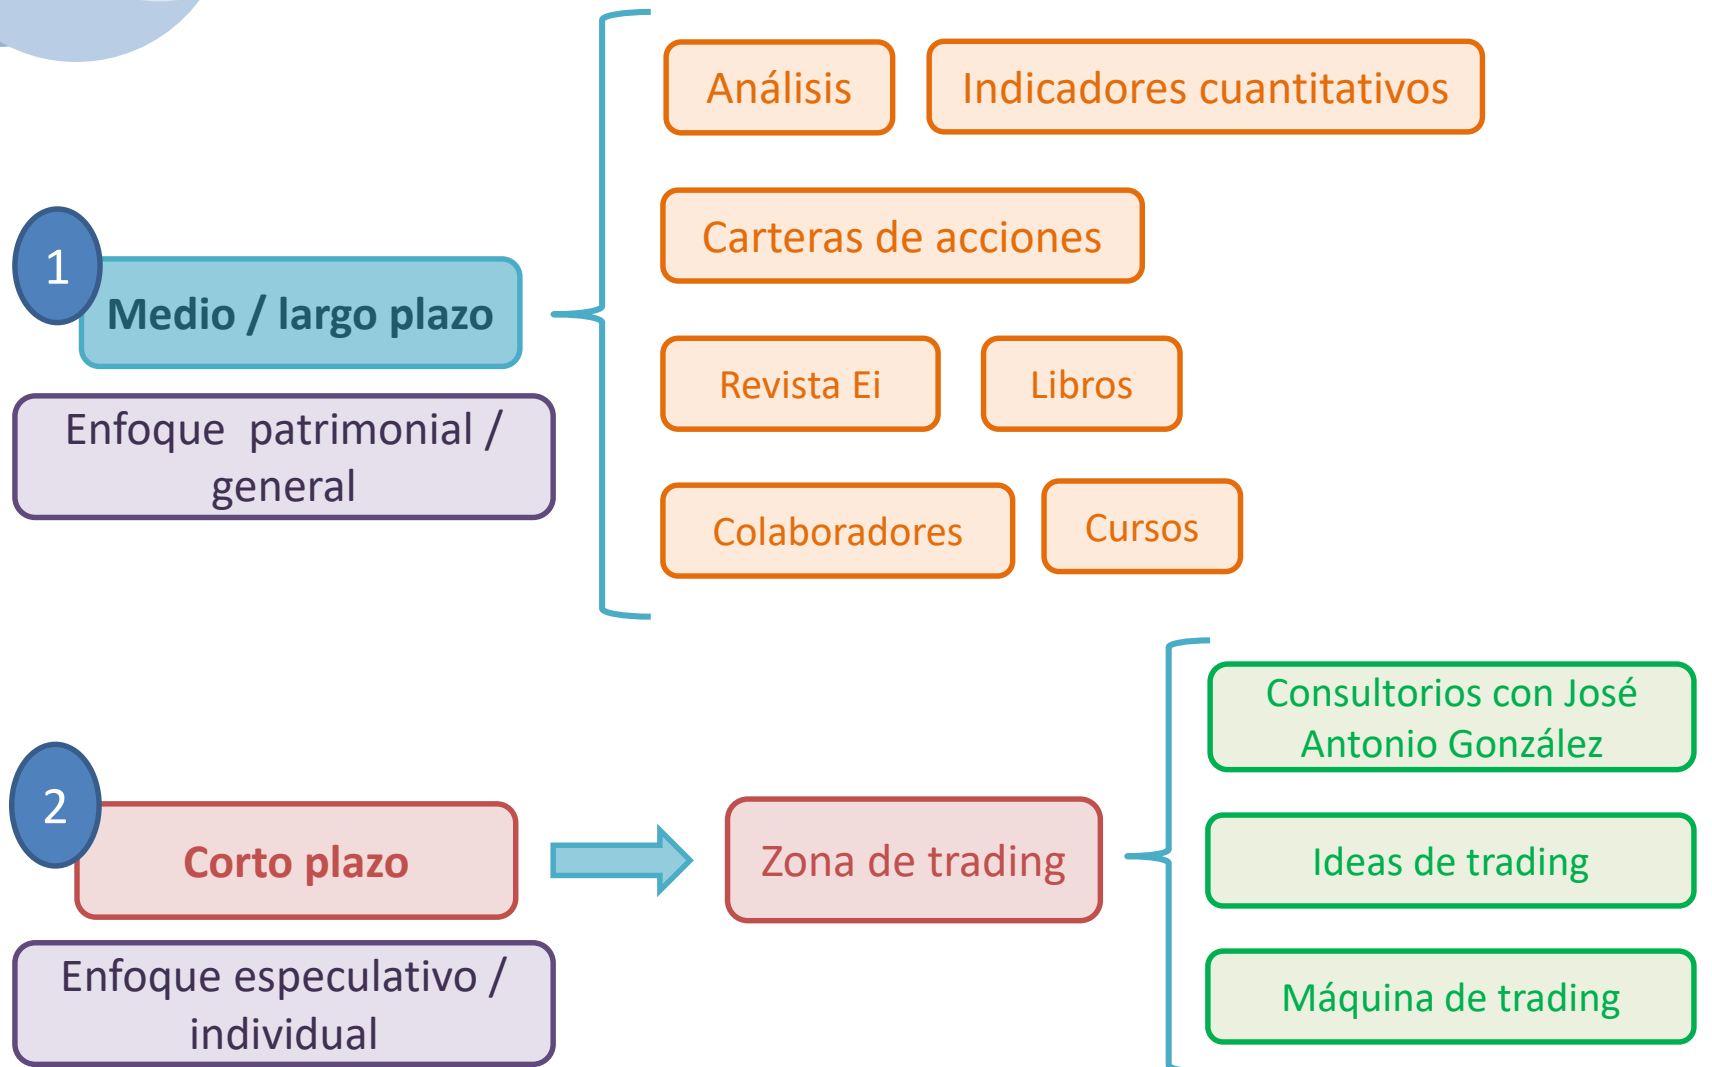 Análisis
Indicadores cuantitativos
Carteras de acciones
1
Medio / largo plazo
Revista Ei
Libros
Enfoque patrimonial /
general
Colaboradores
Cursos
Consultorios con José
Antonio González
2
Corto plazo
Zona de trading
Ideas de trading
Enfoque especulativo /
individual
Máquina de trading